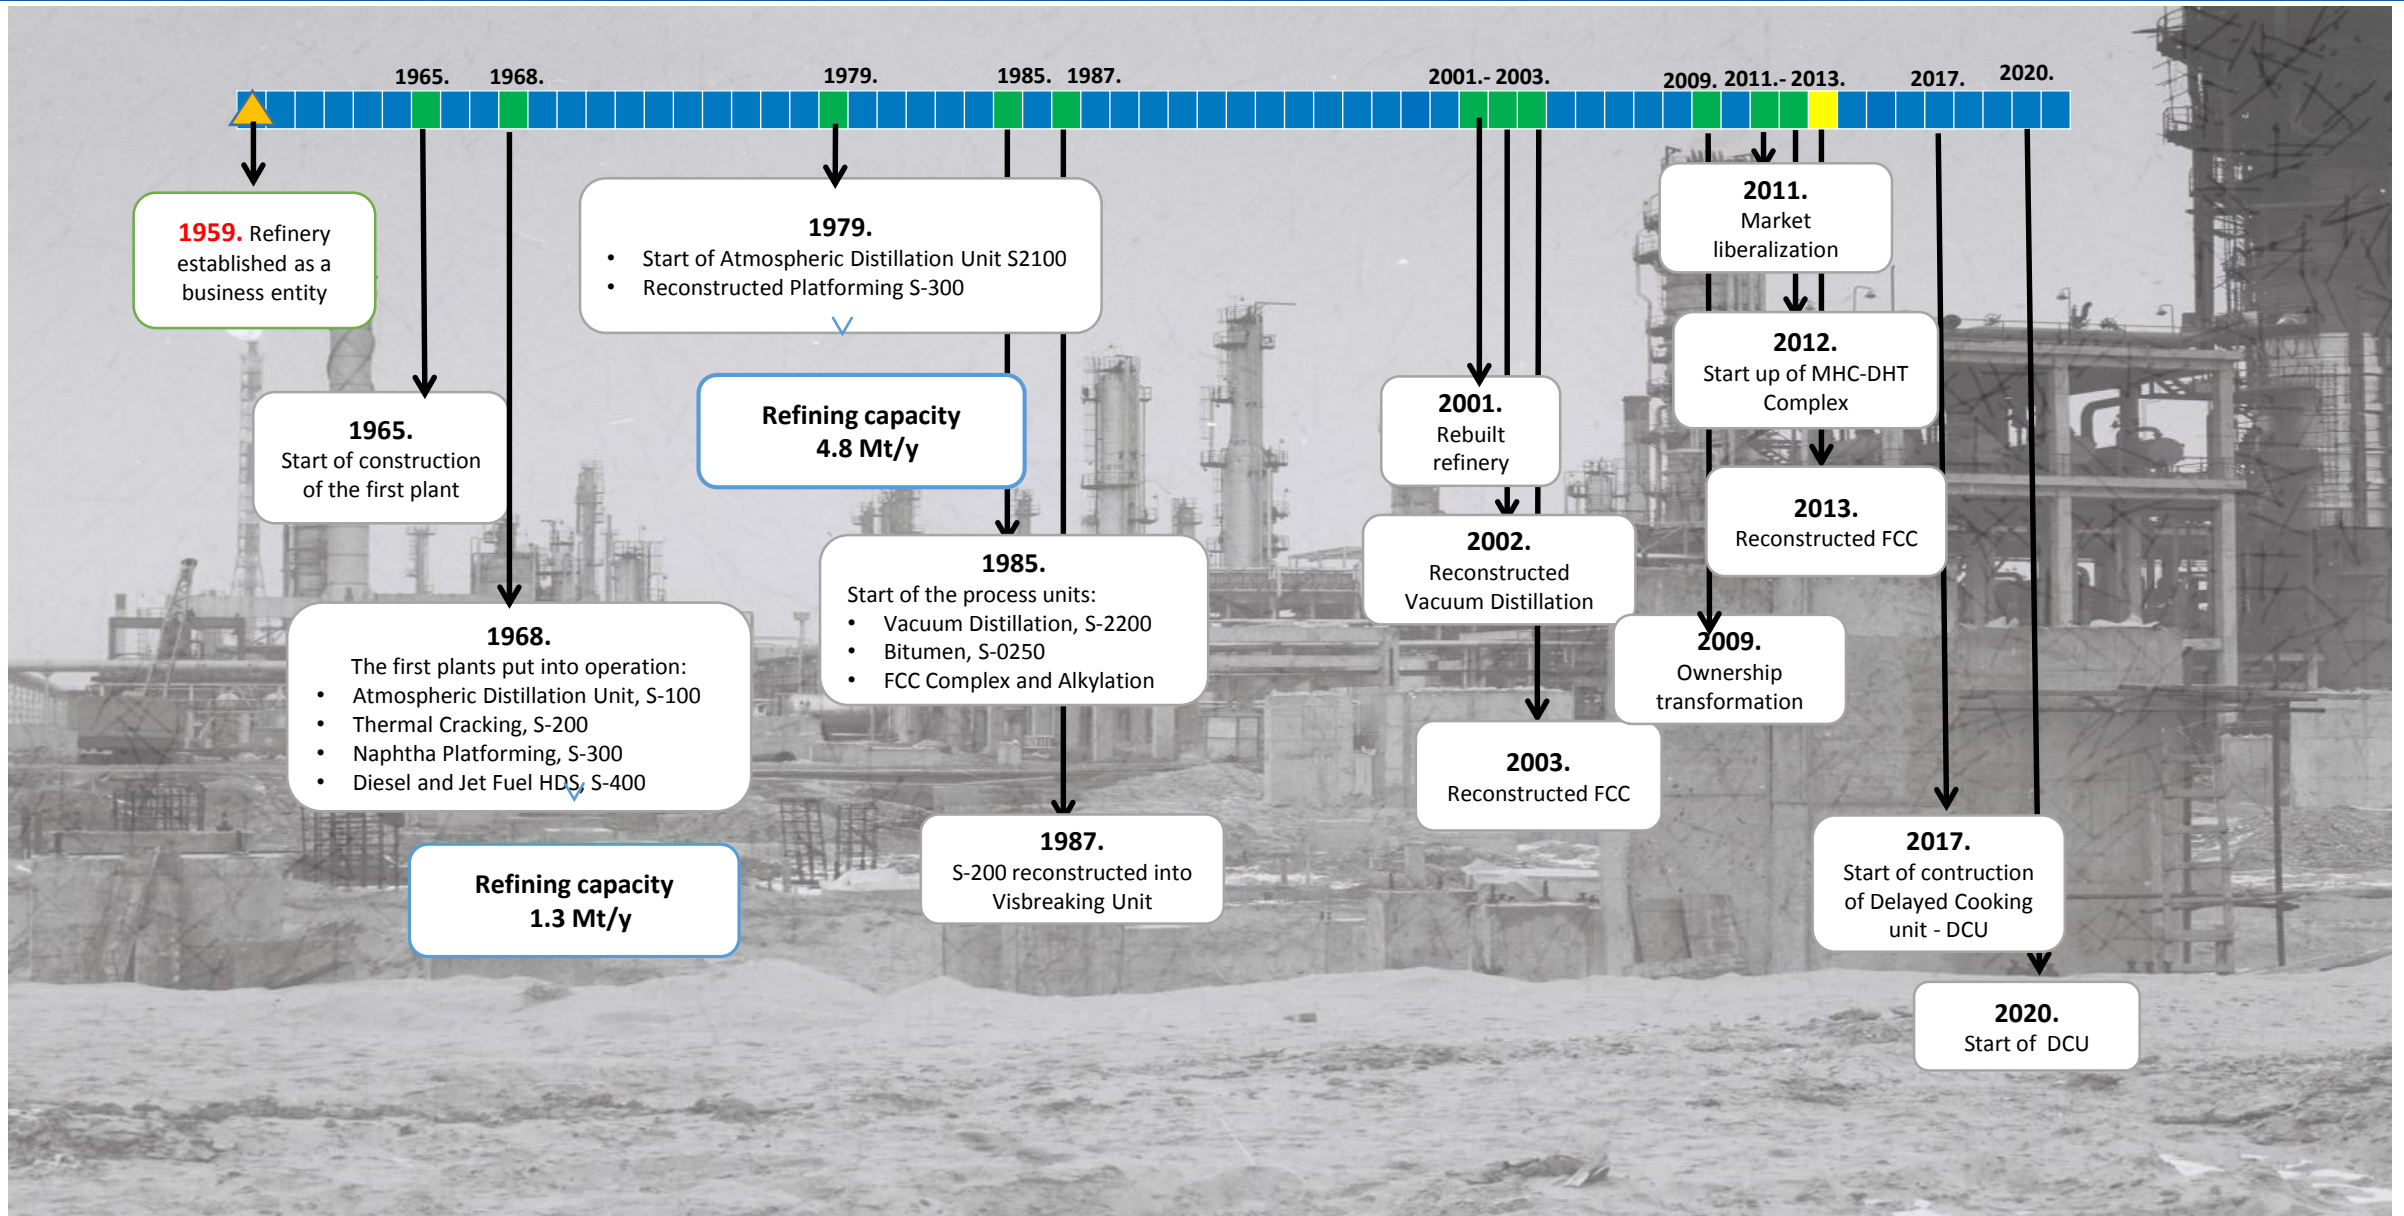 1965.
1968.
1979.
1985.
1987.
2001.- 2003.
2009.
2011.- 2013.
2017.
2020.
1959. Refinery
established as a
business entity
1965.
Start of construction
of the first plant
1968.
The first plants put into operation:
• Atmospheric Distillation Unit, S-100
• Thermal Cracking, S-200
• Naphtha Platforming, S-300
• Diesel and Jet Fuel HDS, S-400
Refining capacity
1.3 Mt/y
1979.
• Start of Atmospheric Distillation Unit S2100
• Reconstructed Platforming S-300
Refining capacity
4.8 Mt/y
1985.
Start of the process units:
• Vacuum Distillation, S-2200
• Bitumen, S-0250
• FCC Complex and Alkylation
1987.
S-200 reconstructed into
Visbreaking Unit
2001.
Rebuilt
refinery
2002.
Reconstructed
Vacuum Distillation
2003.
Reconstructed FCC
2009.
Ownership
transformation
2011.
Market
liberalization
2012.
Start up of MHC-DHT
Complex
2013.
Reconstructed FCC
2017.
Start of contruction
of Delayed Cooking
unit - DCU
2020.
Start of DCU